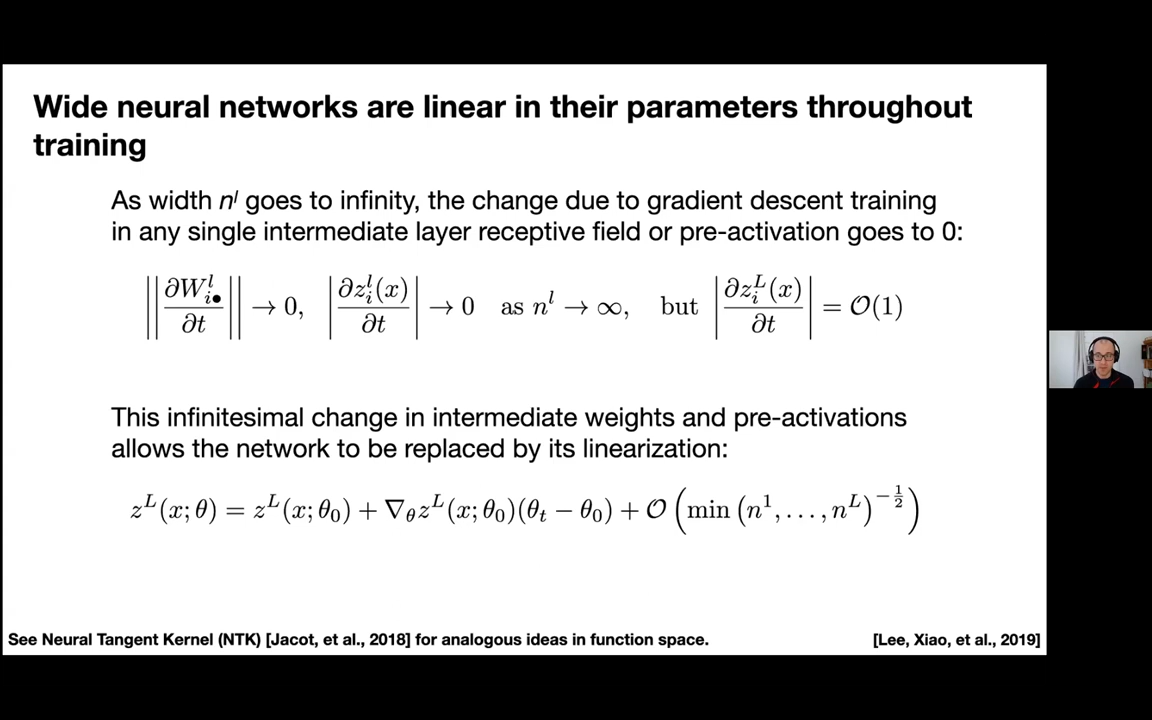 Wide neural networks are linear in their parameters throughout
training
As width nˡ goes to infinity, the change due to gradient descent training
in any single intermediate layer receptive field or pre-activation goes to 0:
||∂Wˡᵢ•/∂t|| → 0, |∂zˡᵢ(x)/∂t| → 0 as nˡ → ∞, but |∂zᴸᵢ(x)/∂t| = 𝒪(1)
This infinitesimal change in intermediate weights and pre-activations
allows the network to be replaced by its linearization:
zᴸ(x; θ) = zᴸ(x; θ₀) + ∇θ zᴸ(x; θ₀)(θₜ − θ₀) + 𝒪(min (n¹, . . . , nᴸ)^(−1/2))
See Neural Tangent Kernel (NTK) [Jacot, et al., 2018] for analogous ideas in function space.
[Lee, Xiao, et al., 2019]